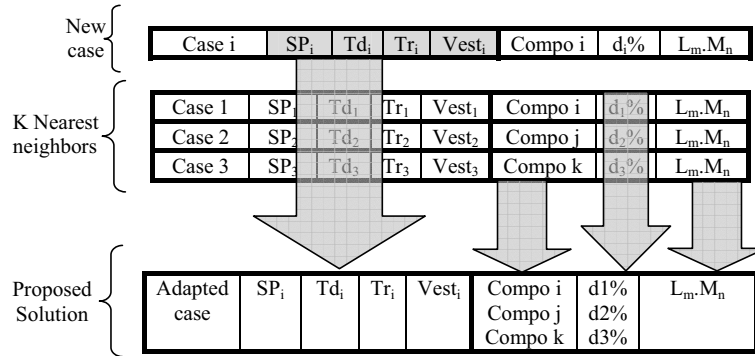 New case
Case i SPi Tdi Tri Vesti Compo i di% Lm.Mn
K Nearest neighbors
Case 1 SP1 Td1 Tr1 Vest1 Compo i d1% Lm.Mn
Case 2 SP2 Td2 Tr2 Vest2 Compo j d2% Lm.Mn
Case 3 SP3 Td3 Tr3 Vest3 Compo k d3% Lm.Mn
Proposed Solution
Adapted case SPi Tdi Tri Vesti Compo i d1% Lm.Mn
Compo j d2%
Compo k d3%